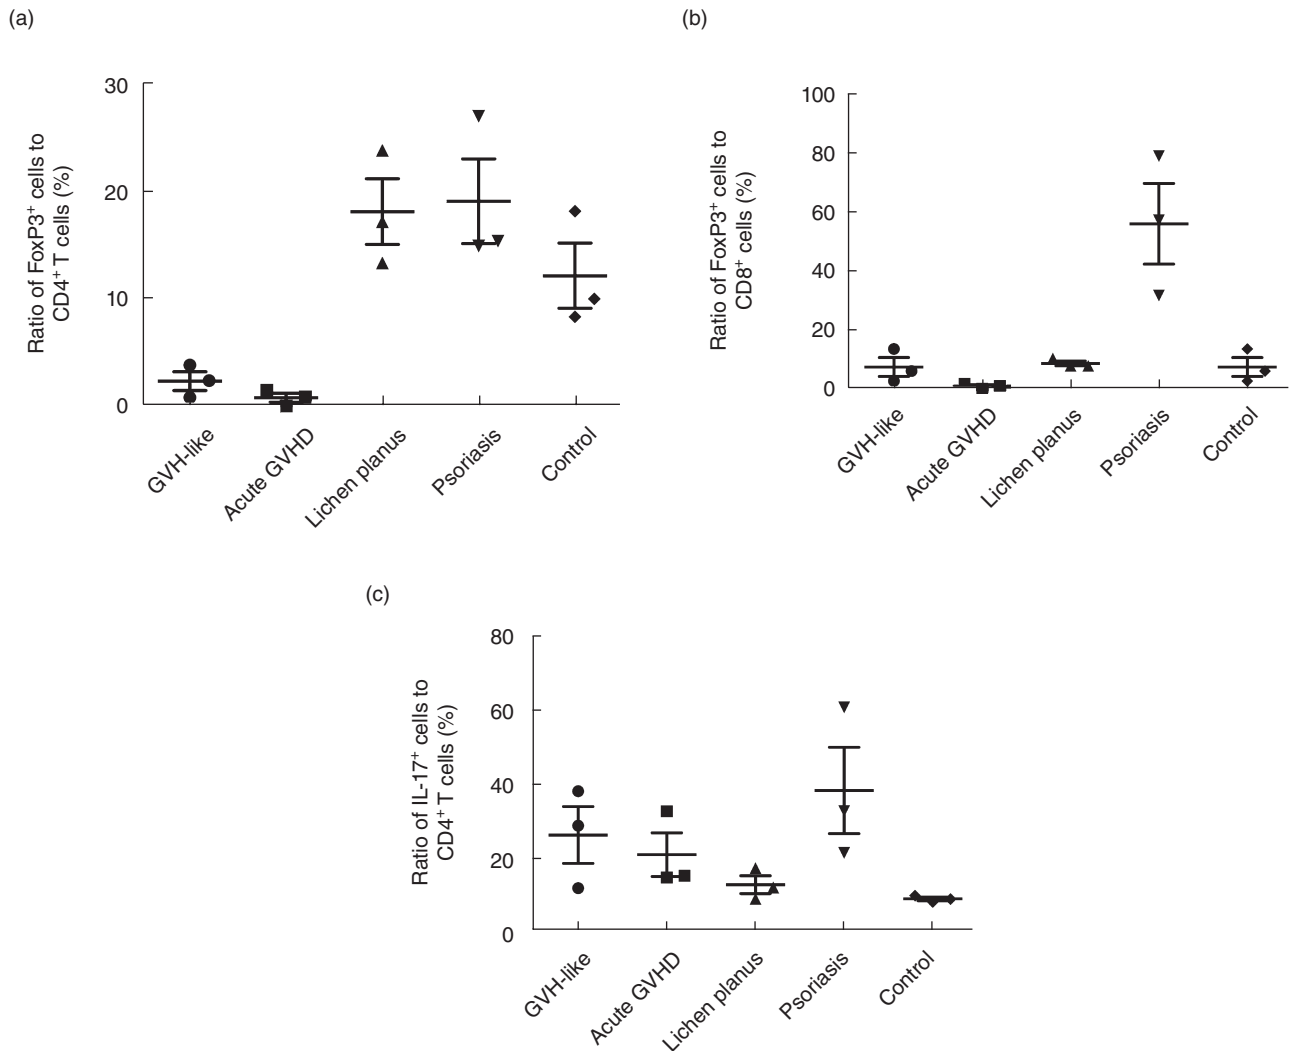 (a)
30
20
10
0
Ratio of FoxP3⁺ cells to
CD4⁺ T cells (%)
GVH-like
Acute GVHD
Lichen planus
Psoriasis
Control
(b)
100
80
60
40
20
0
Ratio of FoxP3⁺ cells to
CD8⁺ cells (%)
GVH-like
Acute GVHD
Lichen planus
Psoriasis
Control
(c)
80
60
40
20
0
Ratio of IL-17⁺ cells to
CD4⁺ T cells (%)
GVH-like
Acute GVHD
Lichen planus
Psoriasis
Control